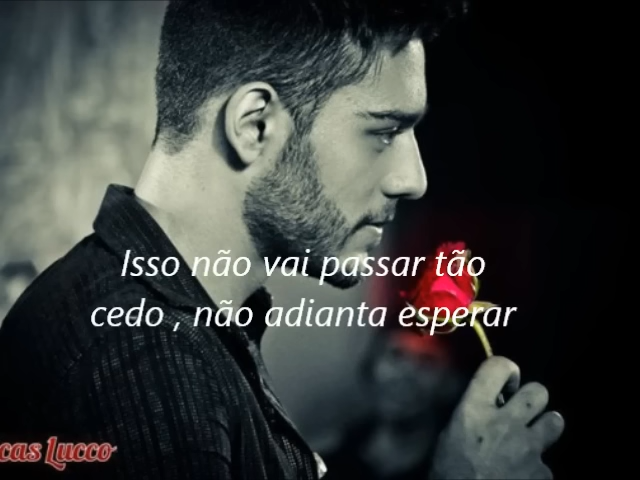 Isso não vai passar tão
cedo , não adianta esperar
cas Lucco